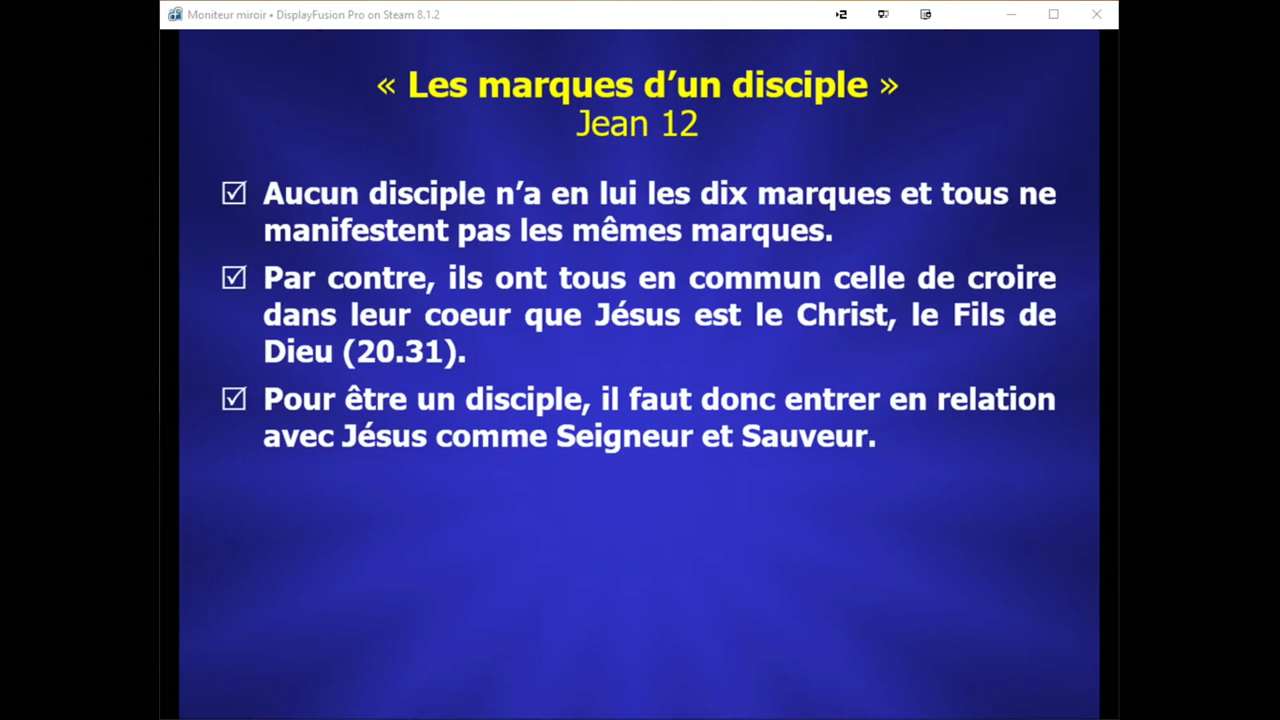 Moniteur miroir • DisplayFusion Pro on Steam 8.1.2
« Les marques d’un disciple »
Jean 12
Aucun disciple n’a en lui les dix marques et tous ne
manifestent pas les mêmes marques.
Par contre, ils ont tous en commun celle de croire
dans leur coeur que Jésus est le Christ, le Fils de
Dieu (20.31).
Pour être un disciple, il faut donc entrer en relation
avec Jésus comme Seigneur et Sauveur.